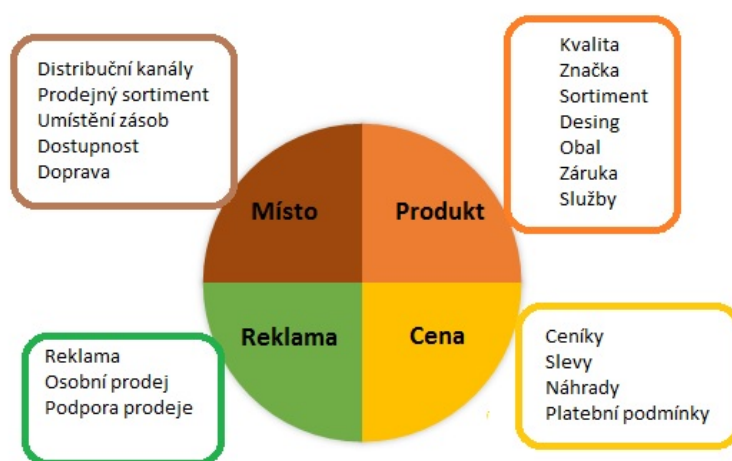 Distribuční kanály
Prodejný sortiment
Umístění zásob
Dostupnost
Doprava
Kvalita
Značka
Sortiment
Desing
Obal
Záruka
Služby
Místo
Produkt
Reklama
Cena
Reklama
Osobní prodej
Podpora prodeje
Ceníky
Slevy
Náhrady
Platební podmínky